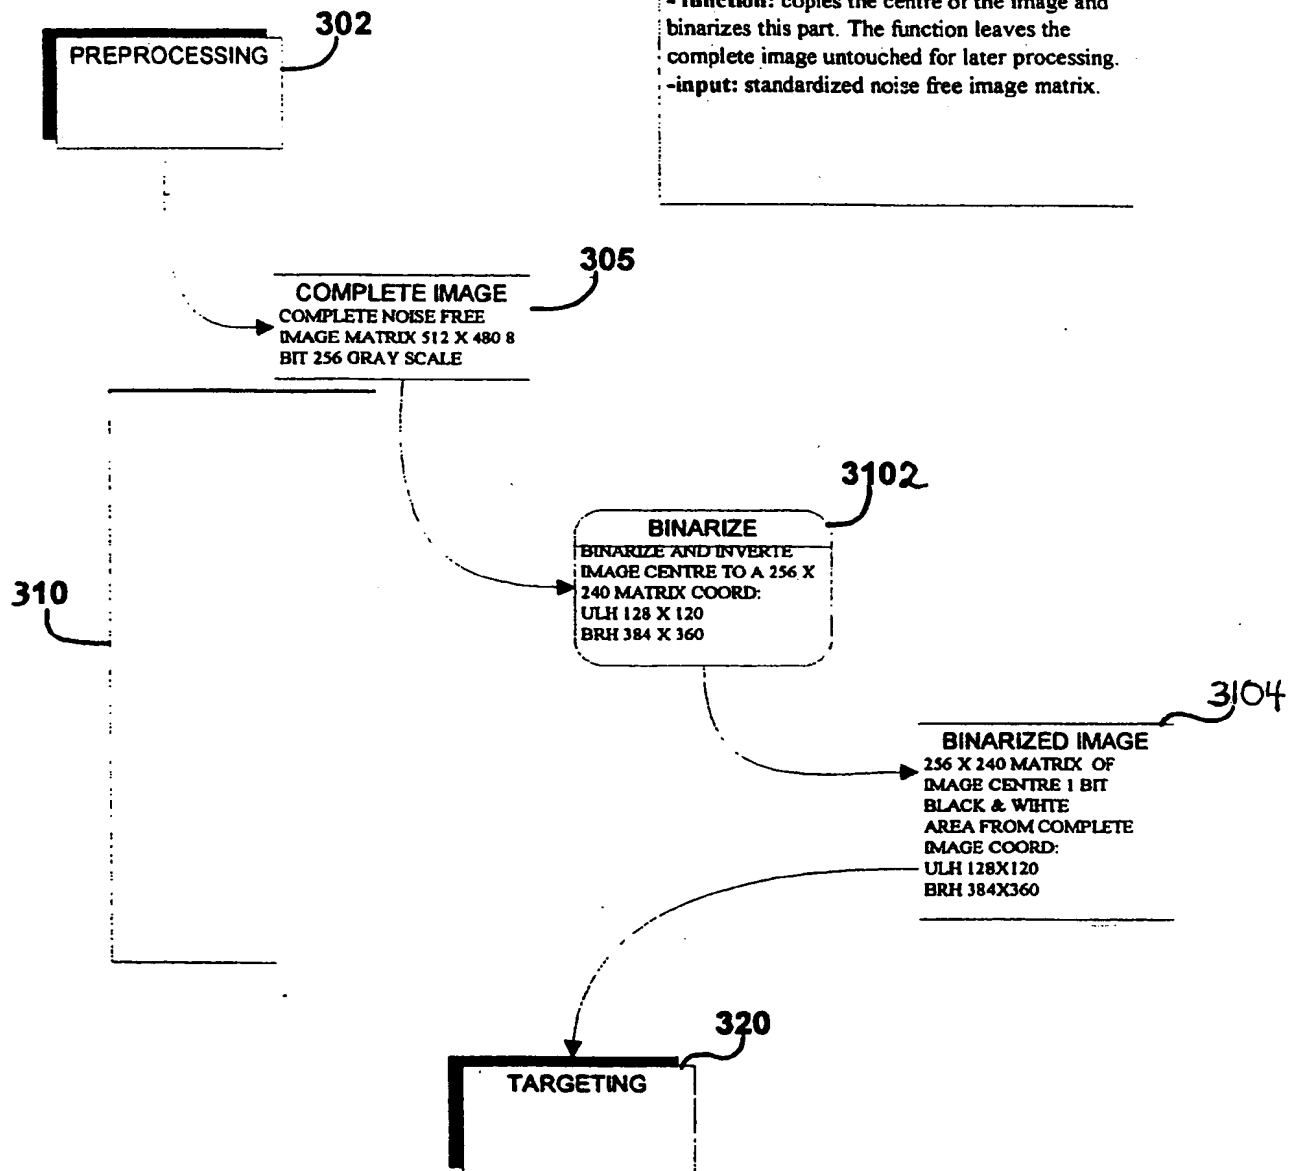 - function: copies the centre of the image and
binarizes this part. The function leaves the
complete image untouched for later processing.
-input: standardized noise free image matrix.
302
PREPROCESSING
305
COMPLETE IMAGE
COMPLETE NOISE FREE
IMAGE MATRIX 512 X 480 8
BIT 256 GRAY SCALE
3102
BINARIZE
BINARIZE AND INVERTE
IMAGE CENTRE TO A 256 X
240 MATRIX COORD:
ULH 128 X 120
BRH 384 X 360
310
3104
BINARIZED IMAGE
256 X 240 MATRIX OF
IMAGE CENTRE 1 BIT
BLACK & WIHTE
AREA FROM COMPLETE
IMAGE COORD:
ULH 128X120
BRH 384X360
320
TARGETING